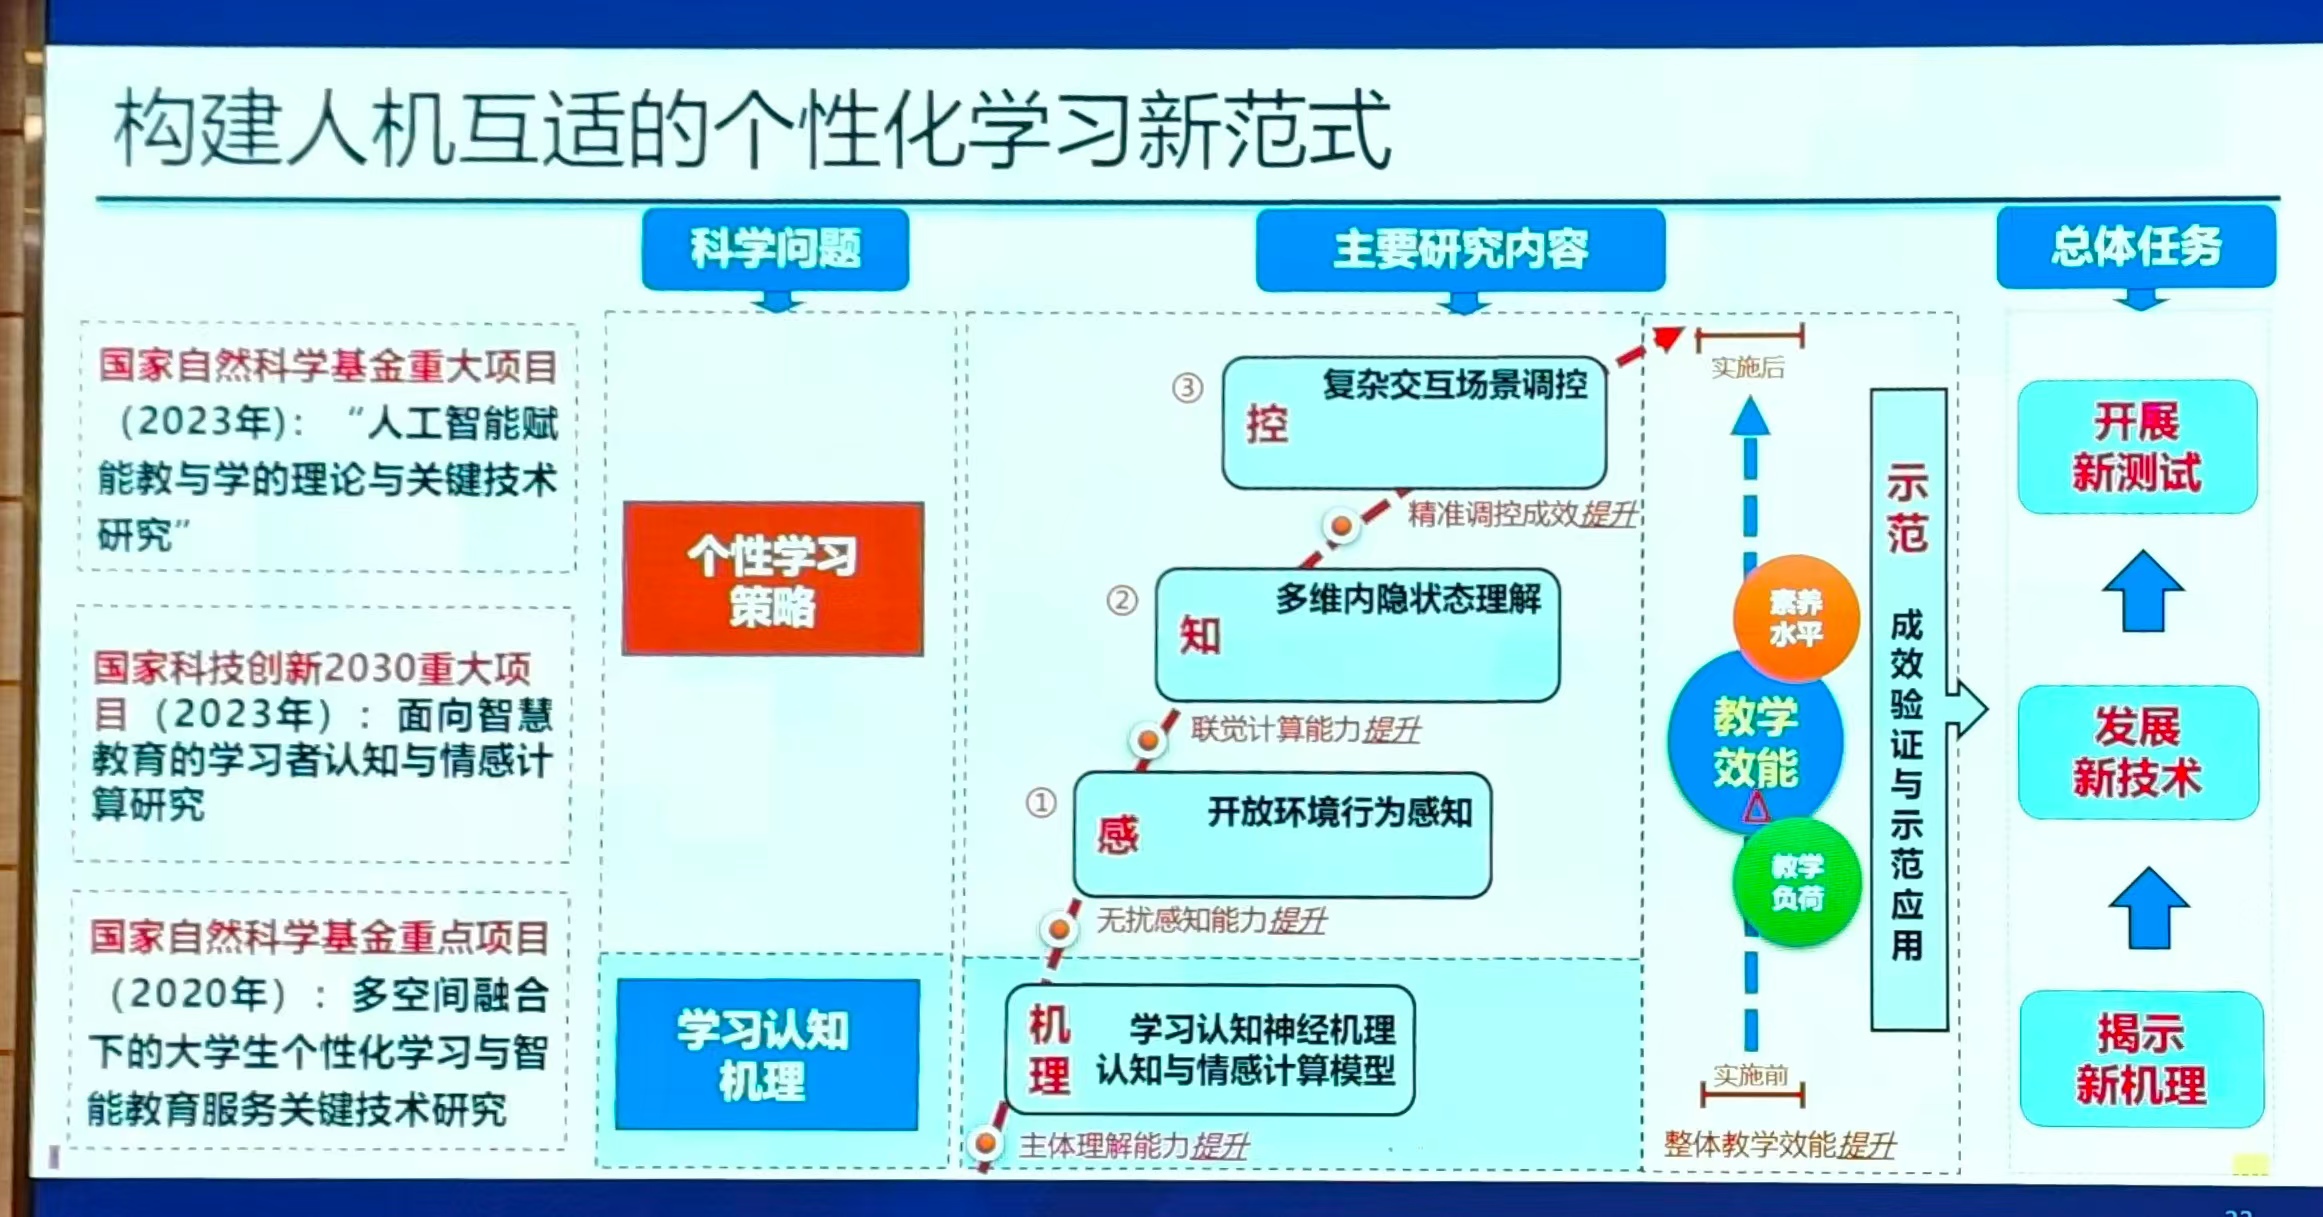 构建人机互适的个性化学习新范式
科学问题
主要研究内容
总体任务
国家自然科学基金重大项目
（2023年)：“人工智能赋
能教与学的理论与关键技术
研究”
国家科技创新2030重大项
目（2023年）：面向智慧
教育的学习者认知与情感计
算研究
国家自然科学基金重点项目
（2020年）：多空间融合
下的大学生个性化学习与智
能教育服务关键技术研究
个性学习
策略
学习认知
机理
③
控
复杂交互场景调控
精准调控成效提升
②
知
多维内隐状态理解
联觉计算能力提升
①
感
开放环境行为感知
无扰感知能力提升
机
理
学习认知神经机理
认知与情感计算模型
主体理解能力提升
实施后
素养
水平
教学
效能
Δ
教学
负荷
实施前
整体教学效能提升
示
范
成
效
验
证
与
示
范
应
用
开展
新测试
发展
新技术
揭示
新机理